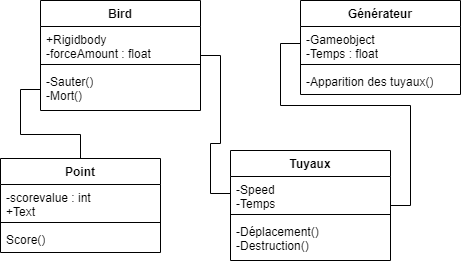 Bird
+Rigidbody
-forceAmount : float
-Sauter()
-Mort()
Générateur
-Gameobject
-Temps : float
-Apparition des tuyaux()
Point
-scorevalue : int
+Text
Score()
Tuyaux
-Speed
-Temps
-Déplacement()
-Destruction()